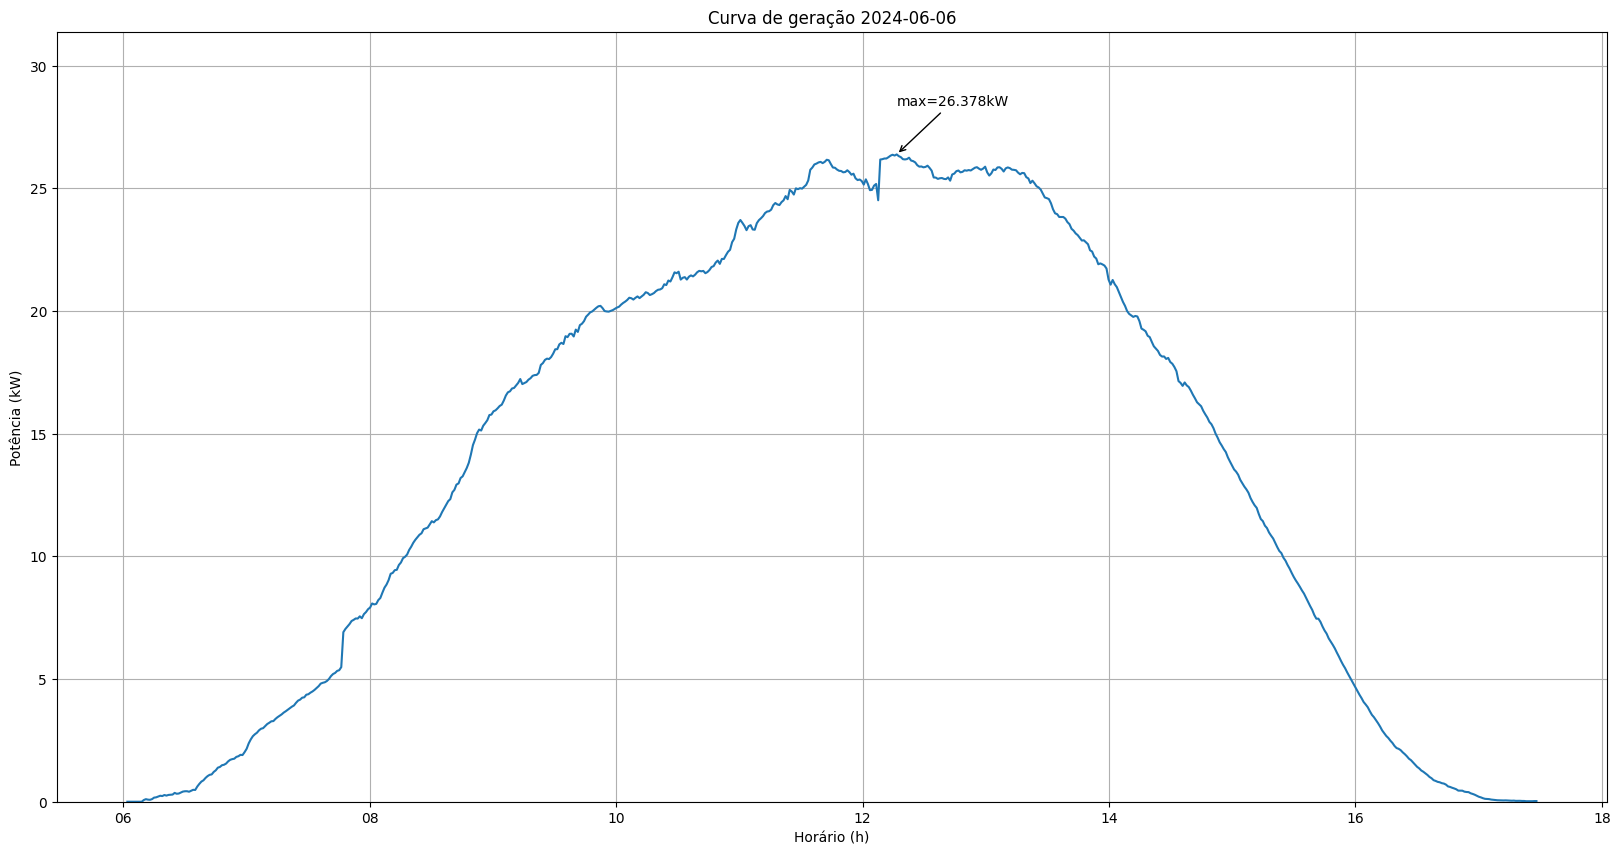 Curva de geração 2024-06-06
30
max=26.378kW
25
20
15
Potência (kW)
10
5
0
06 08 10 12 14 16 18
Horário (h)